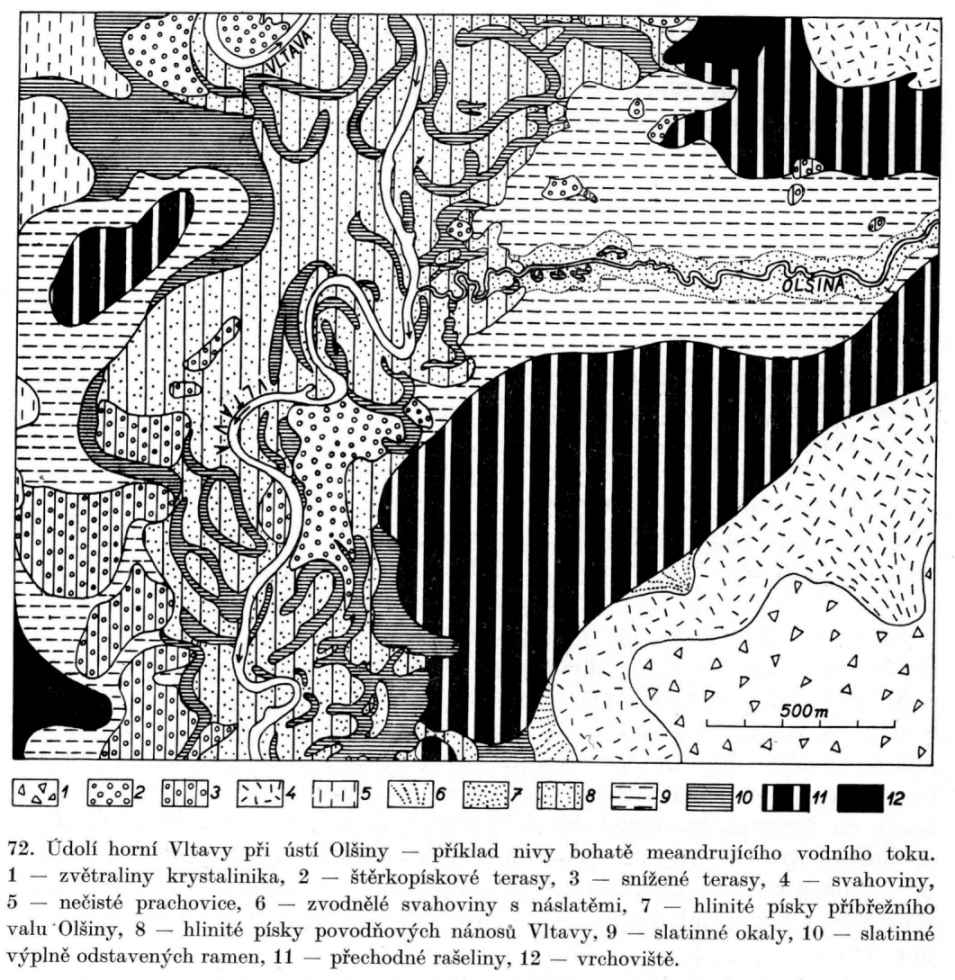 VLTAVA
OLŠINA
VLTAVA
500m
1 2 3 4 5 6 7 8 9 10 11 12
72. Údolí horní Vltavy při ústí Olšiny — příklad nivy bohatě meandrujícího vodního toku.
1 — zvětraliny krystalinika, 2 — štěrkopískové terasy, 3 — snížené terasy, 4 — svahoviny,
5 — nečisté prachovice, 6 — zvodnělé svahoviny s náslatěmi, 7 — hlinité písky příbřežního
valu Olšiny, 8 — hlinité písky povodňových nánosů Vltavy, 9 — slatinné okaly, 10 — slatinné
výplně odstavených ramen, 11 — přechodné rašeliny, 12 — vrchoviště.